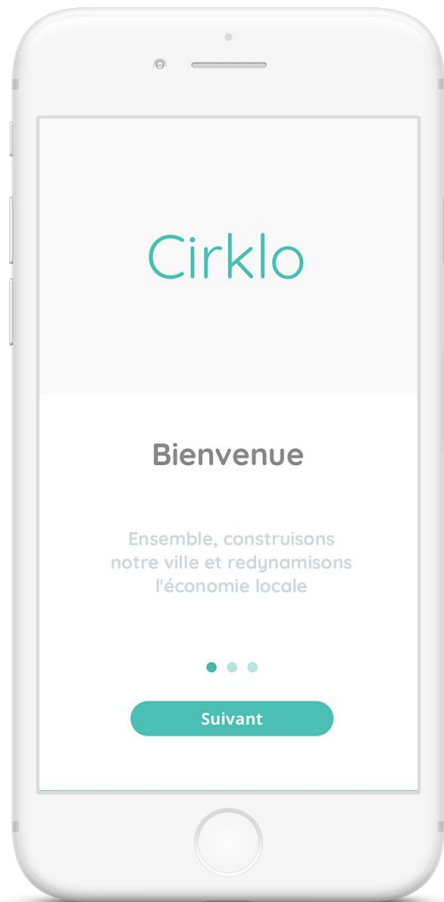 Cirklo
Bienvenue
Ensemble, construisons
notre ville et redynamisons
l'économie locale
Suivant